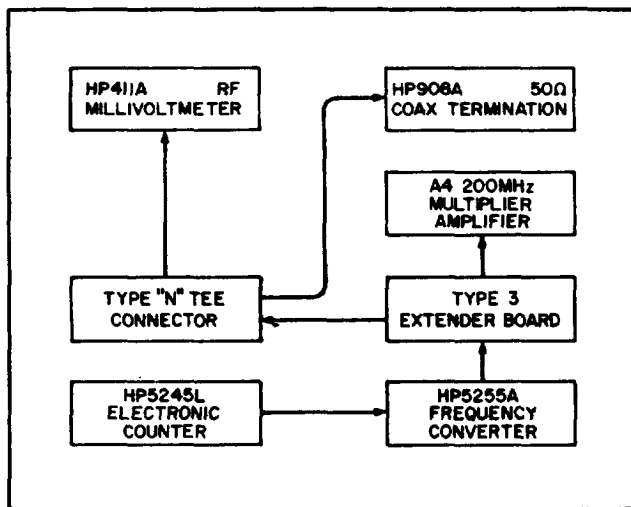 HP411A RF
MILLIVOLTMETER
HP908A 50Ω
COAX TERMINATION
A4 200MHz
MULTIPLIER
AMPLIFIER
TYPE "N" TEE
CONNECTOR
TYPE 3
EXTENDER BOARD
HP5245L
ELECTRONIC
COUNTER
HP5255A
FREQUENCY
CONVERTER